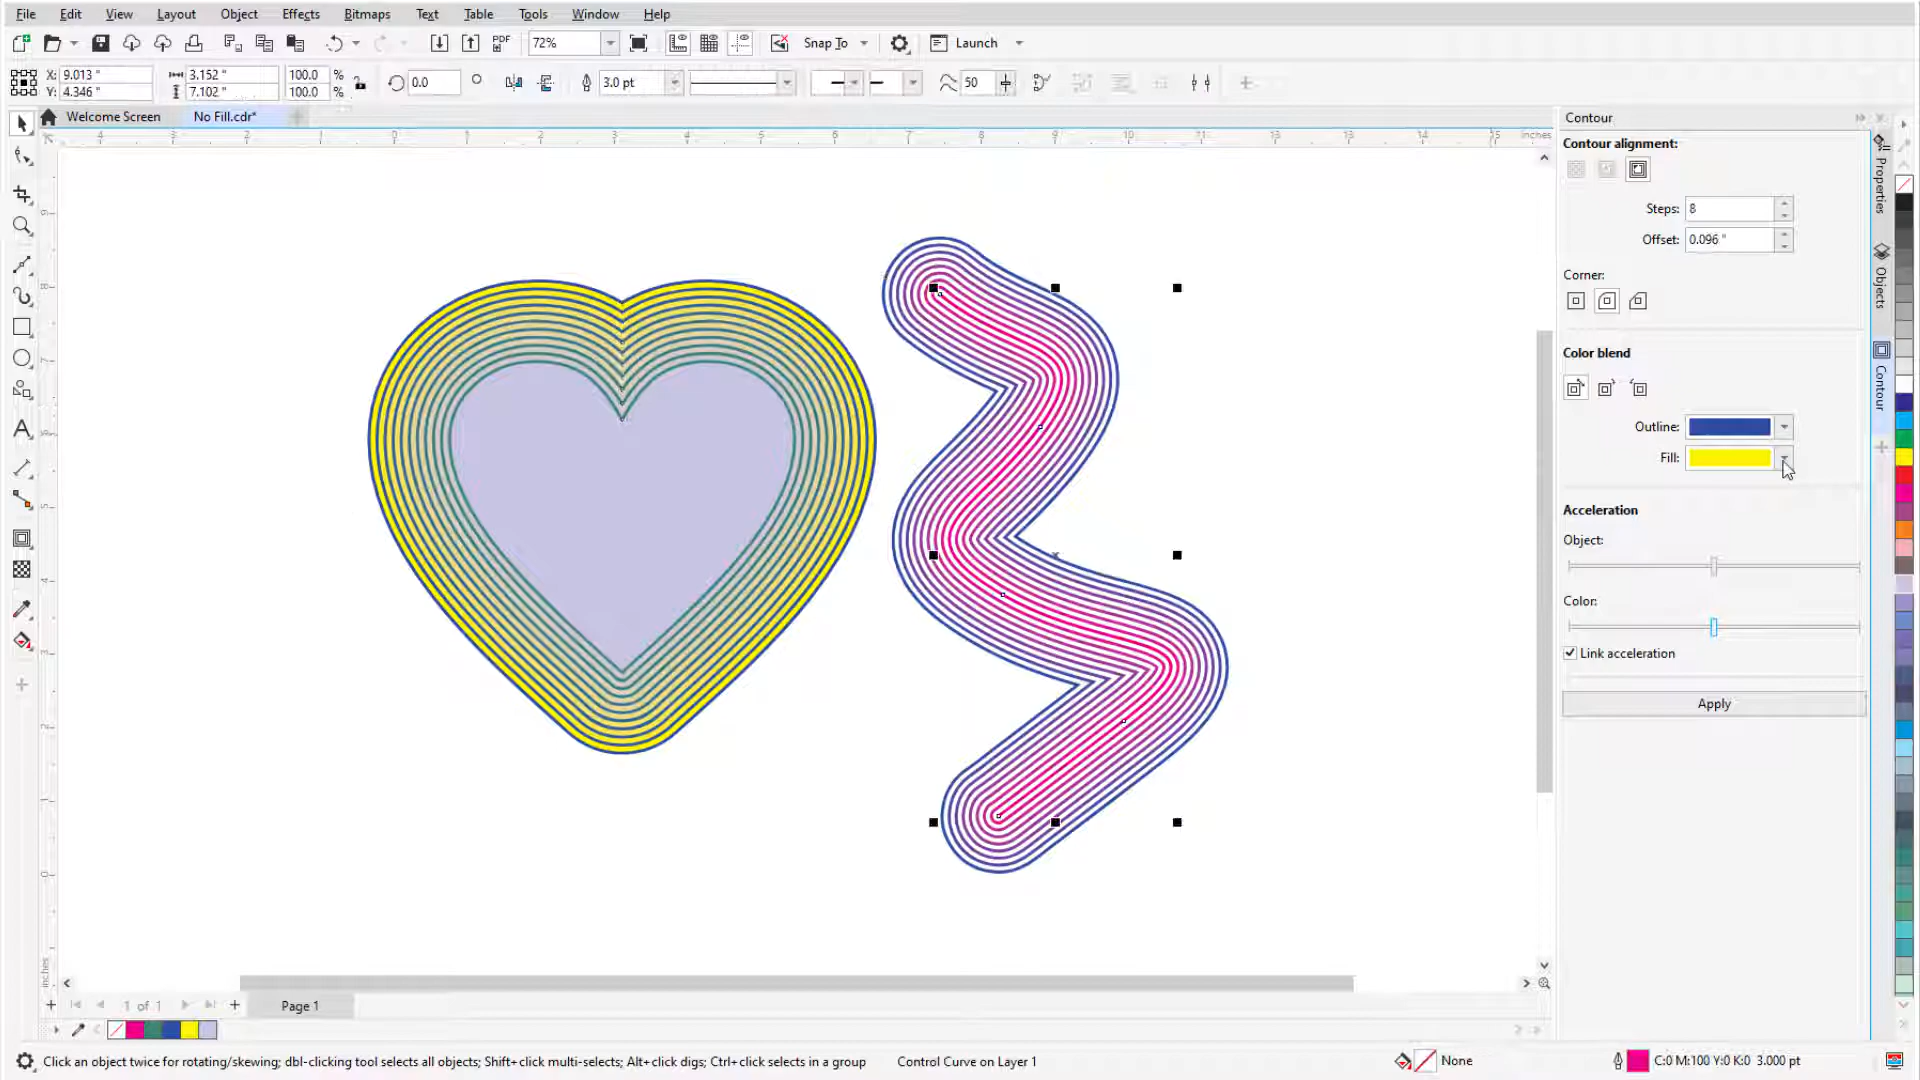 File Edit View Layout Object Effects Bitmaps Text Table Tools Window Help
PDF 72% Snap To Launch
X: 9.013 " 3.152 " 100.0 % 0.0 3.0 pt 50
Y: 4.346 " 7.102 " 100.0 %
Welcome Screen No Fill.cdr*
inches
Contour
Contour alignment:
Steps: 8
Offset: 0.096 "
Corner:
Color blend
Outline:
Fill:
Acceleration
Object:
Color:
Link acceleration
Apply
Properties
Objects
Contour
inches
1 of 1 Page 1
Click an object twice for rotating/skewing; dbl-clicking tool selects all objects; Shift+click multi-selects; Alt+click digs; Ctrl+click selects in a group Control Curve on Layer 1 None C:0 M:100 Y:0 K:0 3.000 pt